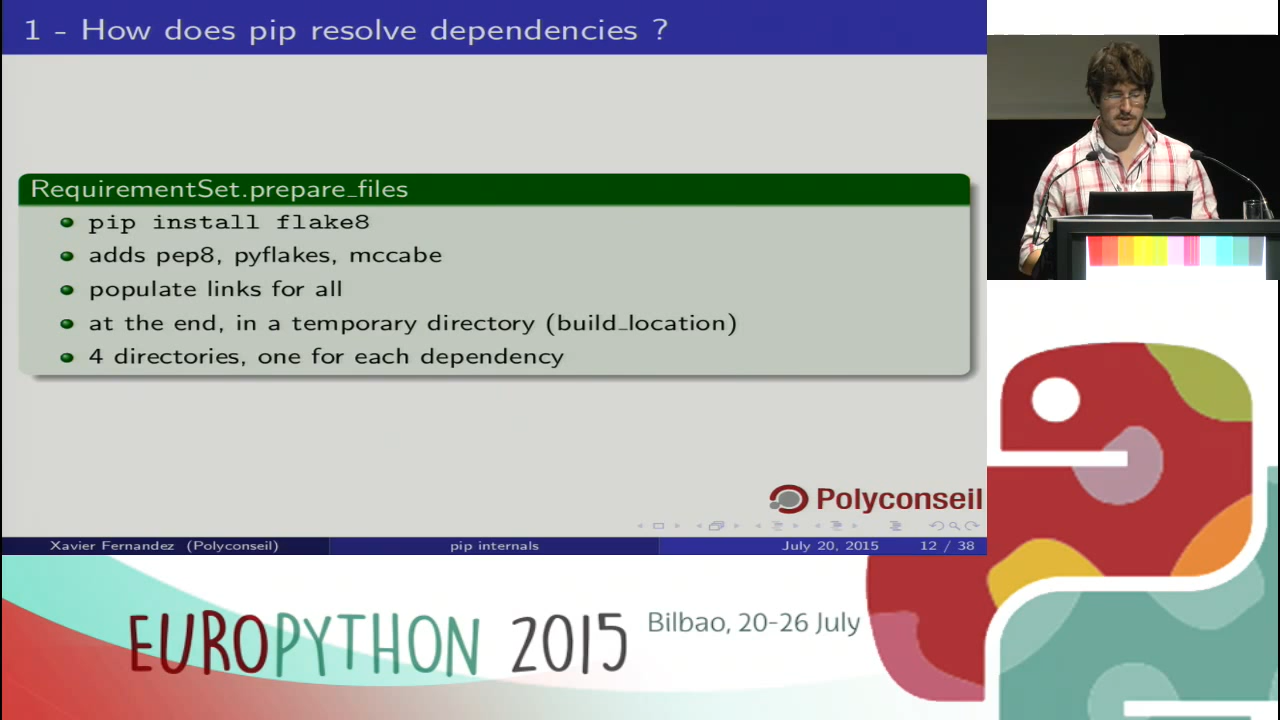 1 - How does pip resolve dependencies ?
RequirementSet.prepare_files
pip install flake8
adds pep8, pyflakes, mccabe
populate links for all
at the end, in a temporary directory (build_location)
4 directories, one for each dependency
Polyconseil
Xavier Fernandez (Polyconseil)
pip internals
July 20, 2015
12 / 38
EUROPYTHON 2015
Bilbao, 20-26 July